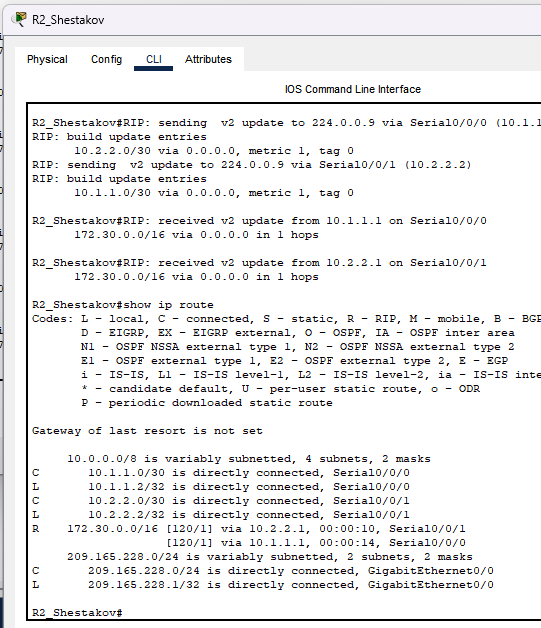 R2_Shestakov
Physical Config CLI Attributes
IOS Command Line Interface
R2_Shestakov#RIP: sending  v2 update to 224.0.0.9 via Serial0/0/0 (10.1.1
RIP: build update entries
      10.2.2.0/30 via 0.0.0.0, metric 1, tag 0
RIP: sending  v2 update to 224.0.0.9 via Serial0/0/1 (10.2.2.2)
RIP: build update entries
      10.1.1.0/30 via 0.0.0.0, metric 1, tag 0
R2_Shestakov#RIP: received v2 update from 10.1.1.1 on Serial0/0/0
      172.30.0.0/16 via 0.0.0.0 in 1 hops
R2_Shestakov#RIP: received v2 update from 10.2.2.1 on Serial0/0/1
      172.30.0.0/16 via 0.0.0.0 in 1 hops
R2_Shestakov#show ip route
Codes: L - local, C - connected, S - static, R - RIP, M - mobile, B - BGP
       D - EIGRP, EX - EIGRP external, O - OSPF, IA - OSPF inter area
       N1 - OSPF NSSA external type 1, N2 - OSPF NSSA external type 2
       E1 - OSPF external type 1, E2 - OSPF external type 2, E - EGP
       i - IS-IS, L1 - IS-IS level-1, L2 - IS-IS level-2, ia - IS-IS inte
       * - candidate default, U - per-user static route, o - ODR
       P - periodic downloaded static route
Gateway of last resort is not set
     10.0.0.0/8 is variably subnetted, 4 subnets, 2 masks
C       10.1.1.0/30 is directly connected, Serial0/0/0
L       10.1.1.2/32 is directly connected, Serial0/0/0
C       10.2.2.0/30 is directly connected, Serial0/0/1
L       10.2.2.2/32 is directly connected, Serial0/0/1
R    172.30.0.0/16 [120/1] via 10.2.2.1, 00:00:10, Serial0/0/1
                   [120/1] via 10.1.1.1, 00:00:14, Serial0/0/0
     209.165.228.0/24 is variably subnetted, 2 subnets, 2 masks
C       209.165.228.0/24 is directly connected, GigabitEthernet0/0
L       209.165.228.1/32 is directly connected, GigabitEthernet0/0
R2_Shestakov#